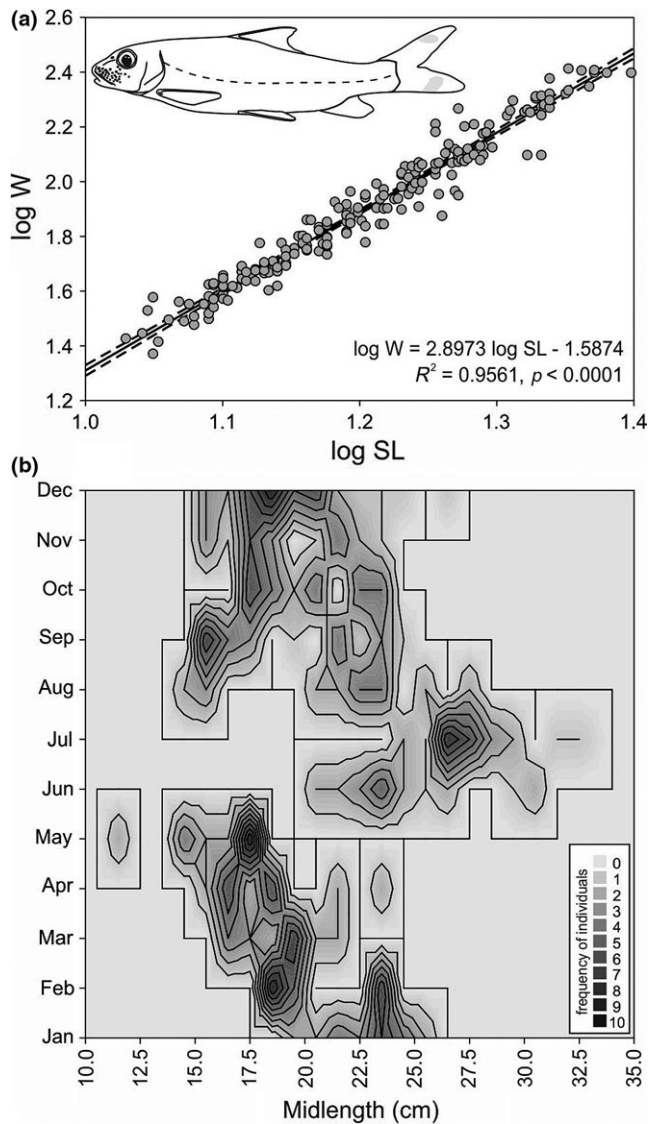 (a)
2.6
2.4
2.2
2.0
1.8
1.6
1.4
1.2
log W
log W = 2.8973 log SL - 1.5874
R² = 0.9561, p < 0.0001
1.0
1.1
1.2
1.3
1.4
log SL
(b)
Dec
Nov
Oct
Sep
Aug
Jul
Jun
May
Apr
Mar
Feb
Jan
frequency of individuals
0
1
2
3
4
5
6
7
8
9
10
10.0
12.5
15.0
17.5
20.0
22.5
25.0
27.5
30.0
32.5
35.0
Midlength (cm)